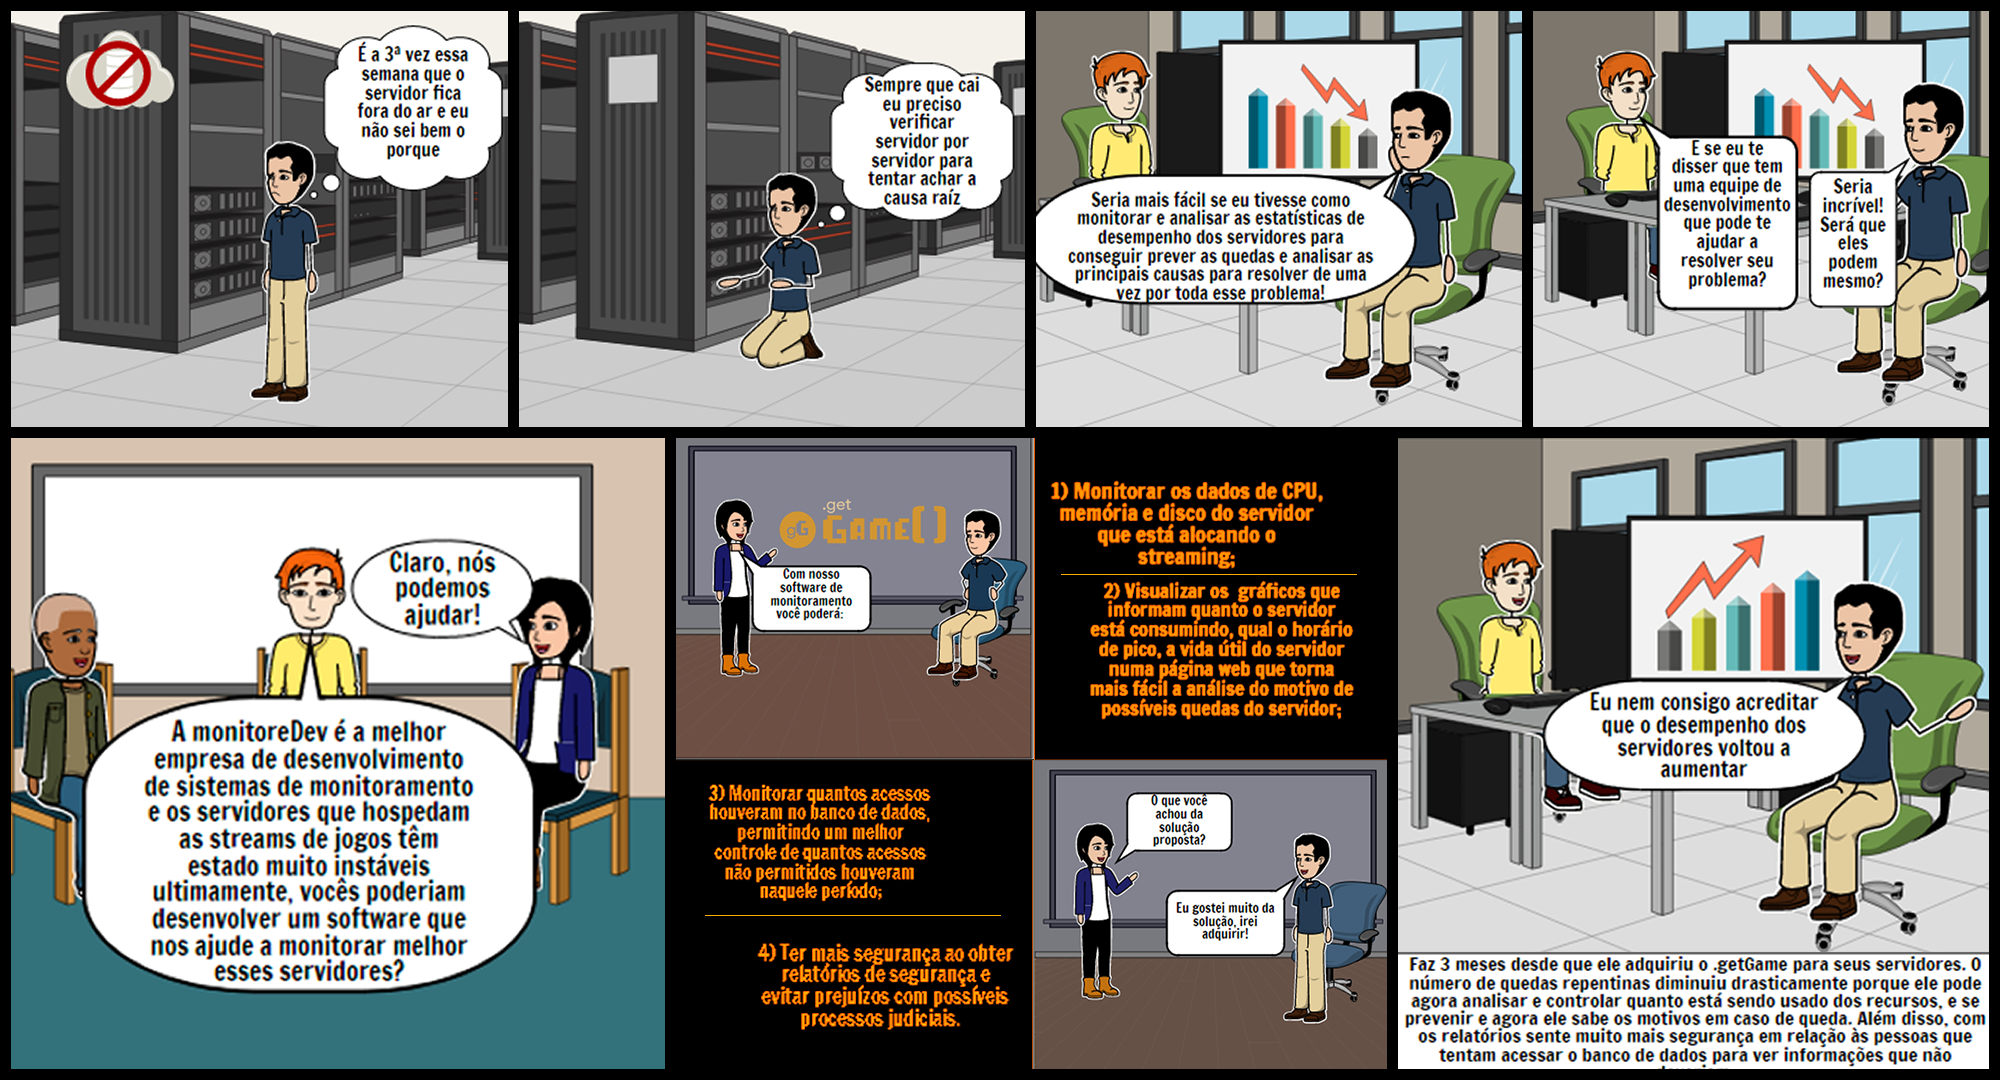 É a 3ª vez essa
semana que o
servidor fica
fora do ar e eu
não sei bem o
porque
Sempre que cai
eu preciso
verificar
servidor por
servidor para
tentar achar a
causa raíz
Seria mais fácil se eu tivesse como
monitorar e analisar as estatísticas de
desempenho dos servidores para
conseguir prever as quedas e analisar as
principais causas para resolver de uma
vez por toda esse problema!
E se eu te
disser que tem
uma equipe de
desenvolvimento
que pode te
ajudar a
resolver seu
problema?
Seria
incrível!
Será que
eles
podem
mesmo?
Claro, nós
podemos
ajudar!
A monitoreDev é a melhor
empresa de desenvolvimento
de sistemas de monitoramento
e os servidores que hospedam
as streams de jogos têm
estado muito instáveis
ultimamente, vocês poderiam
desenvolver um software que
nos ajude a monitorar melhor
esses servidores?
.get
gG GAME()
Com nosso
software de
monitoramento
você poderá:
1) Monitorar os dados de CPU,
memória e disco do servidor
que está alocando o
streaming;
2) Visualizar os gráficos que
informam quanto o servidor
está consumindo, qual o horário
de pico, a vida útil do servidor
numa página web que torna
mais fácil a análise do motivo de
possíveis quedas do servidor;
3) Monitorar quantos acessos
houveram no banco de dados,
permitindo um melhor
controle de quantos acessos
não permitidos houveram
naquele período;
4) Ter mais segurança ao obter
relatórios de segurança e
evitar prejuízos com possíveis
processos judiciais.
O que você
achou da
solução
proposta?
Eu gostei muito da
solução, irei
adquirir!
Eu nem consigo acreditar
que o desempenho dos
servidores voltou a
aumentar
Faz 3 meses desde que ele adquiriu o .getGame para seus servidores. O
número de quedas repentinas diminuiu drasticamente porque ele pode
agora analisar e controlar quanto está sendo usado dos recursos, e se
prevenir e agora ele sabe os motivos em caso de queda. Além disso, com
os relatórios sente muito mais segurança em relação às pessoas que
tentam acessar o banco de dados para ver informações que não